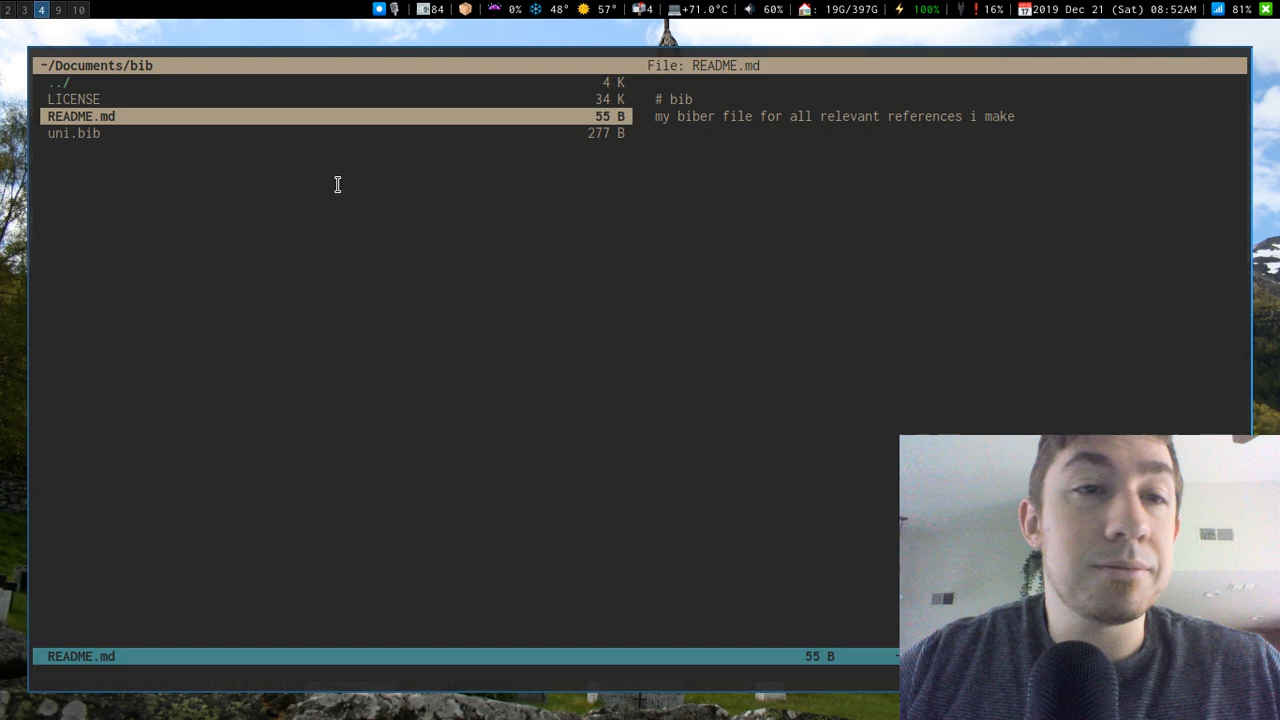 2 3 4 9 10 84 0% 48° 57° 4 +71.0°C 60% : 19G/397G 100% 16% 2019 Dec 21 (Sat) 08:52AM 81%
~/Documents/bib File: README.md
../ 4 K
LICENSE 34 K # bib
README.md 55 B my biber file for all relevant references i make
uni.bib 277 B
README.md 55 B